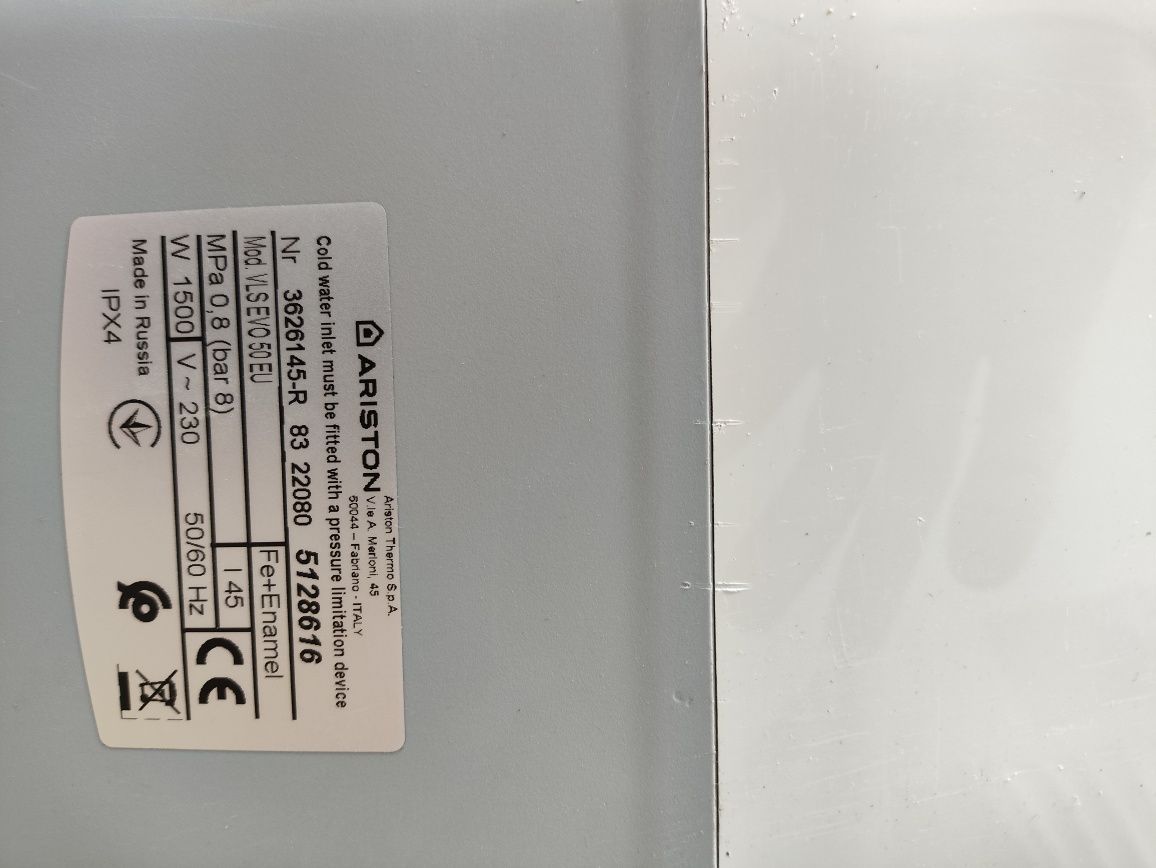 ARISTON
Ariston Thermo S.p.A.
V.le A. Merloni, 45
60044 – Fabriano - ITALY
Cold water inlet must be fitted with a pressure limitation device
Nr 3626145-R 83 22080 5128616
Mod. VLS EVO 50 EU Fe+Enamel
MPa 0,8 (bar 8) l 45
W 1500 V~ 230 50/60 Hz CE
Made in Russia
IPX4